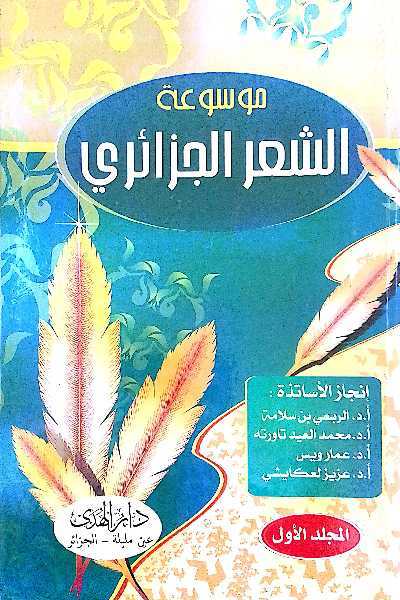 موسوعة
الشعر الجزائري
إنجاز الأساتذة :
أ.د. الربعي بن سلامة
أ.د. محمد العيد تاورته
أ.د. عمار ويس
أ.د. عزيز لعكايشي
دار الهدى
عين مليلة - الجزائر
المجلد الأول